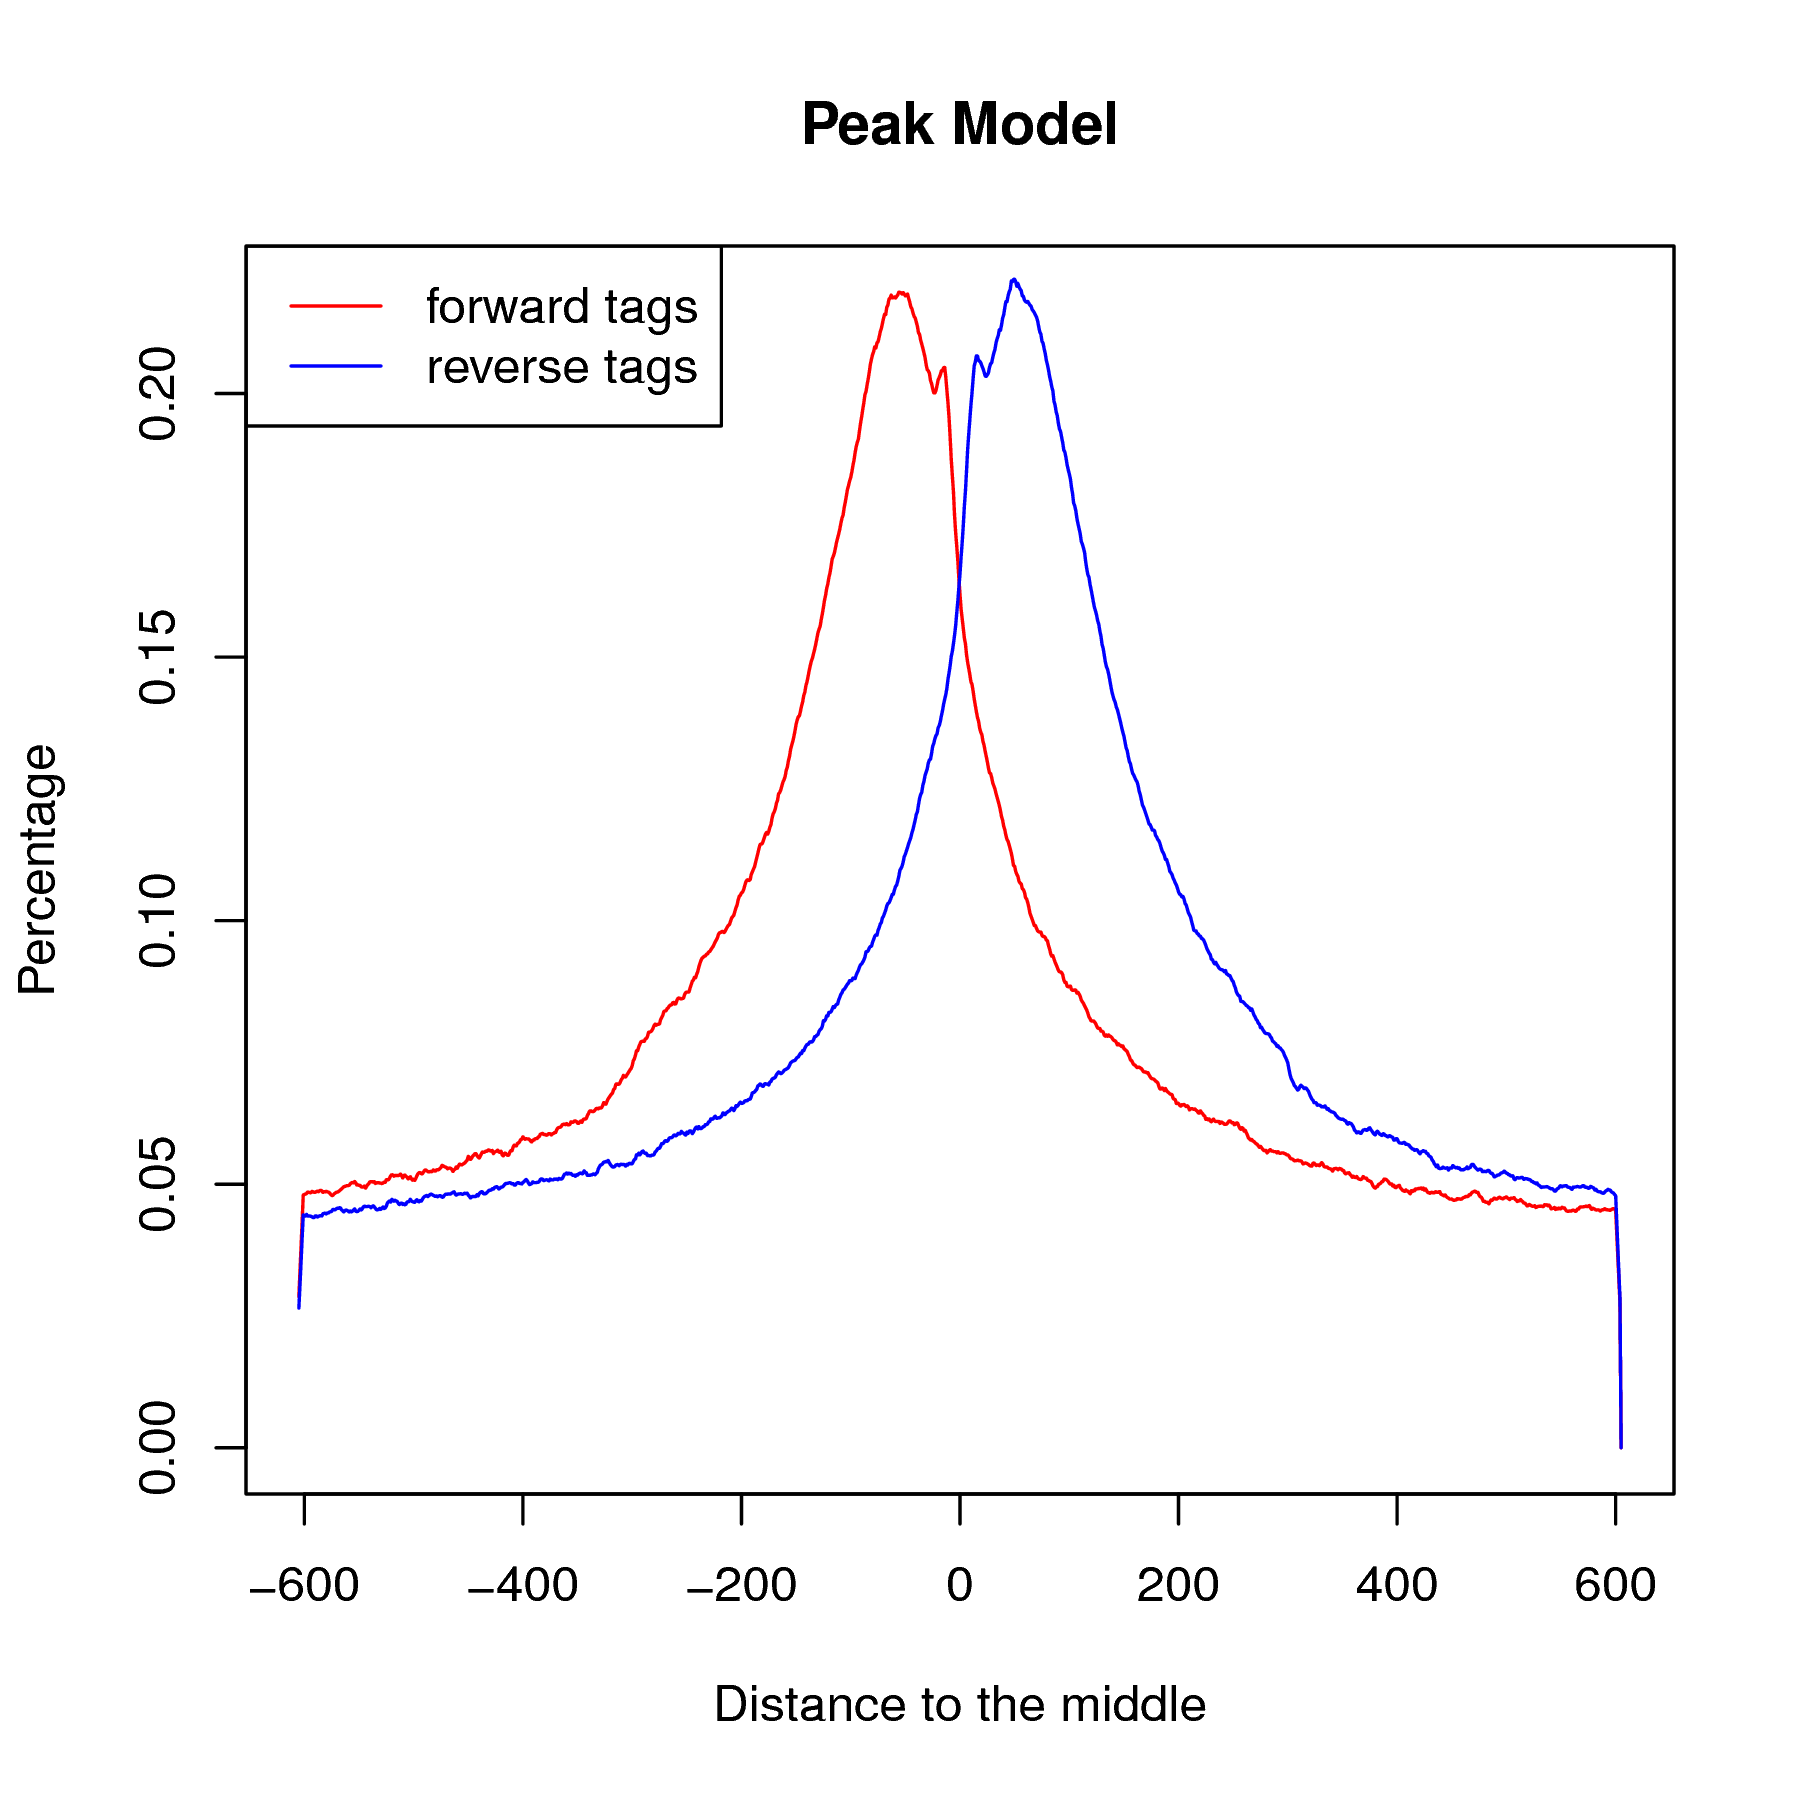 Peak Model
forward tags
reverse tags
Percentage
0.20
0.15
0.10
0.05
0.00
−600 −400 −200 0 200 400 600
Distance to the middle